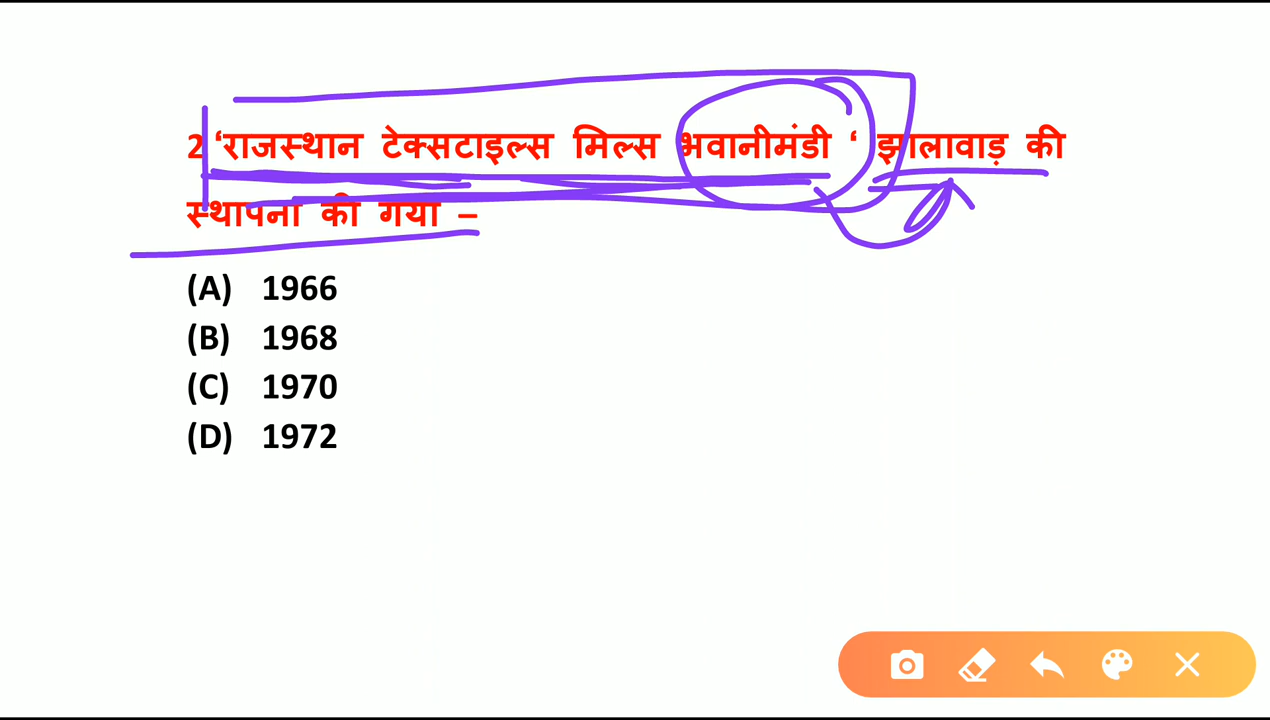 2 ‘राजस्थान टेक्सटाइल्स मिल्स भवानीमंडी ‘ झालावाड़ की
स्थापना की गया –
(A) 1966
(B) 1968
(C) 1970
(D) 1972